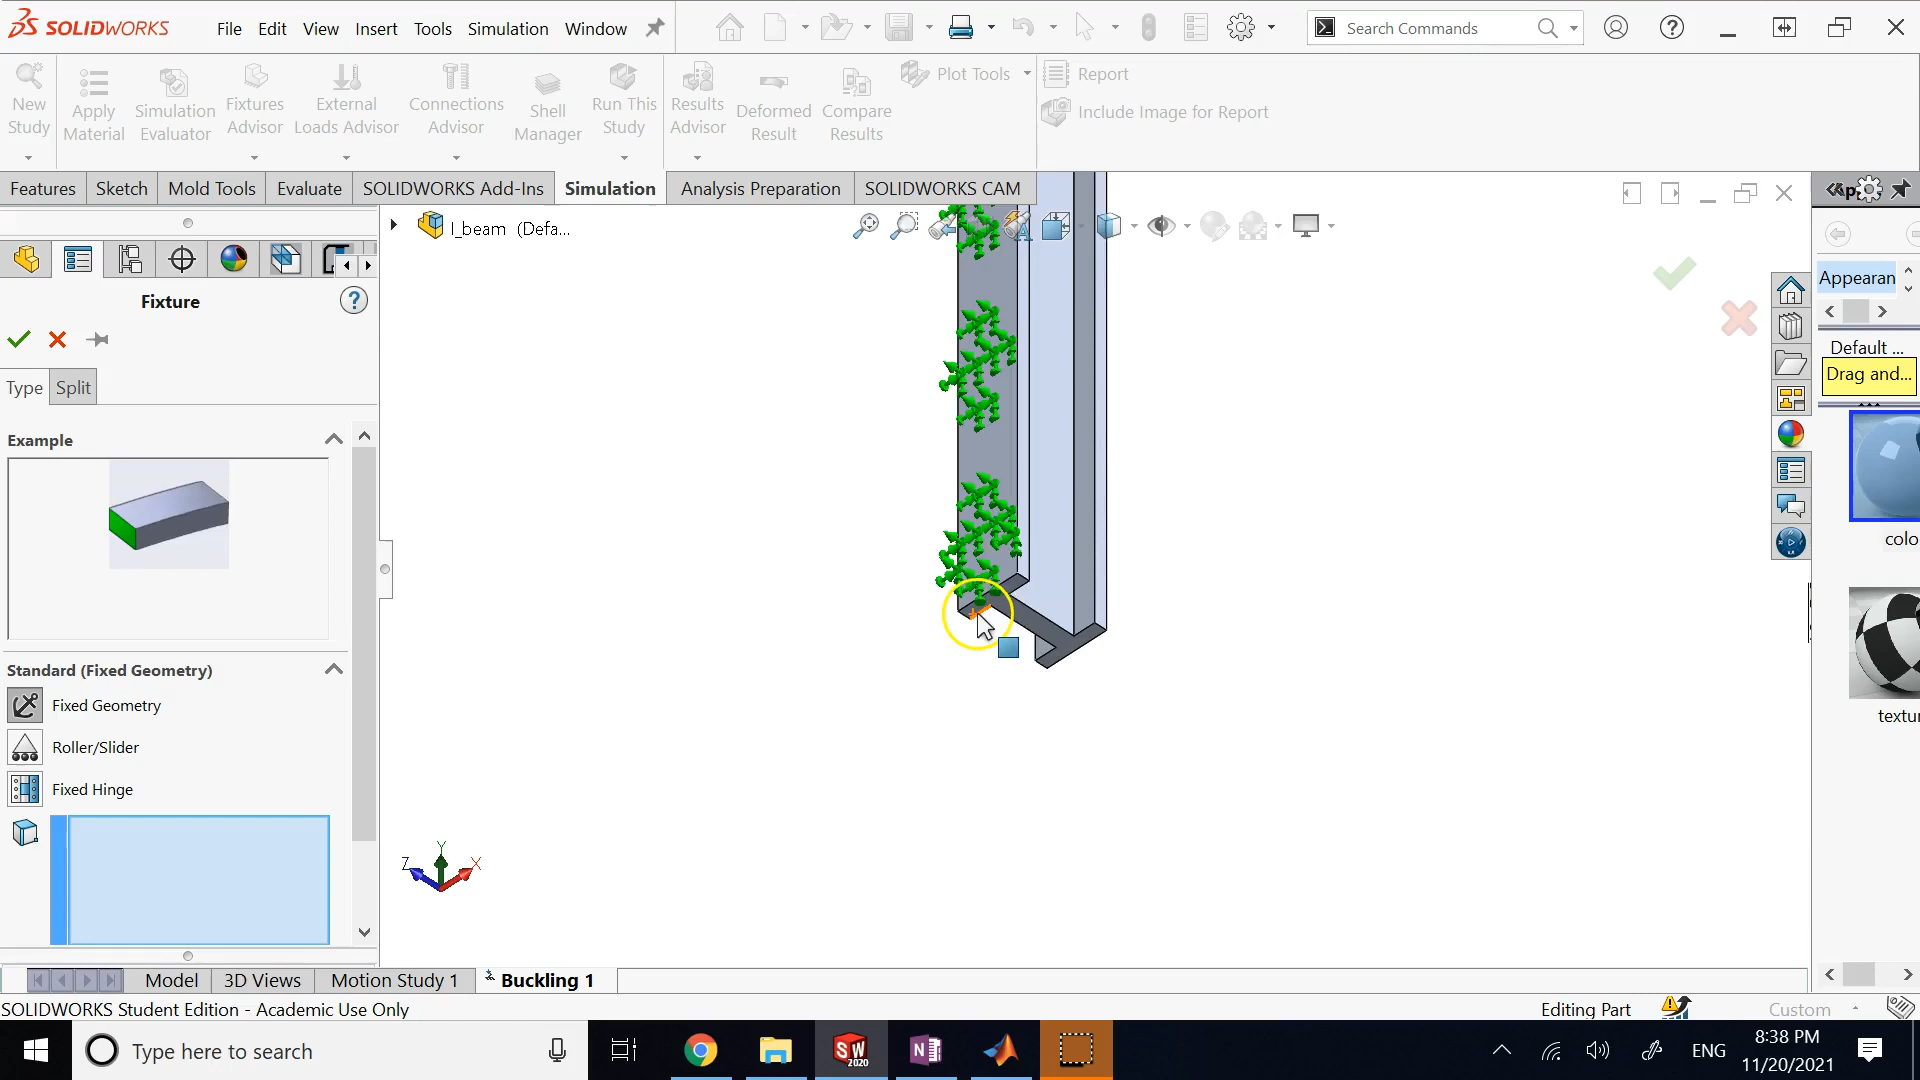 SOLIDWORKS
File Edit View Insert Tools Simulation Window
Search Commands
New Study
Apply Material
Simulation Evaluator
Fixtures Advisor
External Loads Advisor
Connections Advisor
Shell Manager
Run This Study
Results Advisor
Deformed Result
Compare Results
Plot Tools
Report
Include Image for Report
Features Sketch Mold Tools Evaluate SOLIDWORKS Add-Ins Simulation Analysis Preparation SOLIDWORKS CAM
I_beam (Defa...
Fixture
Type Split
Example
Standard (Fixed Geometry)
Fixed Geometry
Roller/Slider
Fixed Hinge
Y
Z X
Appearan
Default ...
Drag and...
colo
textu
Model 3D Views Motion Study 1 Buckling 1
SOLIDWORKS Student Edition - Academic Use Only
Editing Part
Custom
Type here to search
SW
2020
N
ENG
8:38 PM
11/20/2021